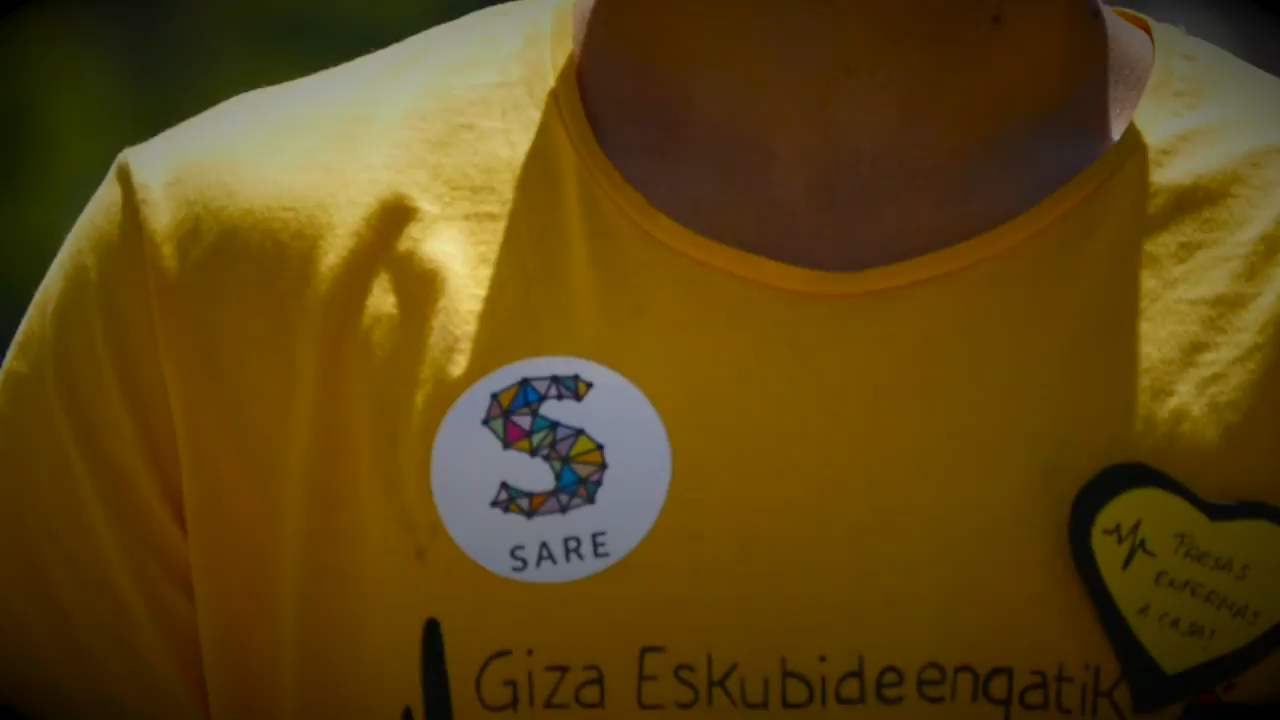 S
SARE
PRESAS
ENFERMAS
A CASA!
Giza Eskubideengatik